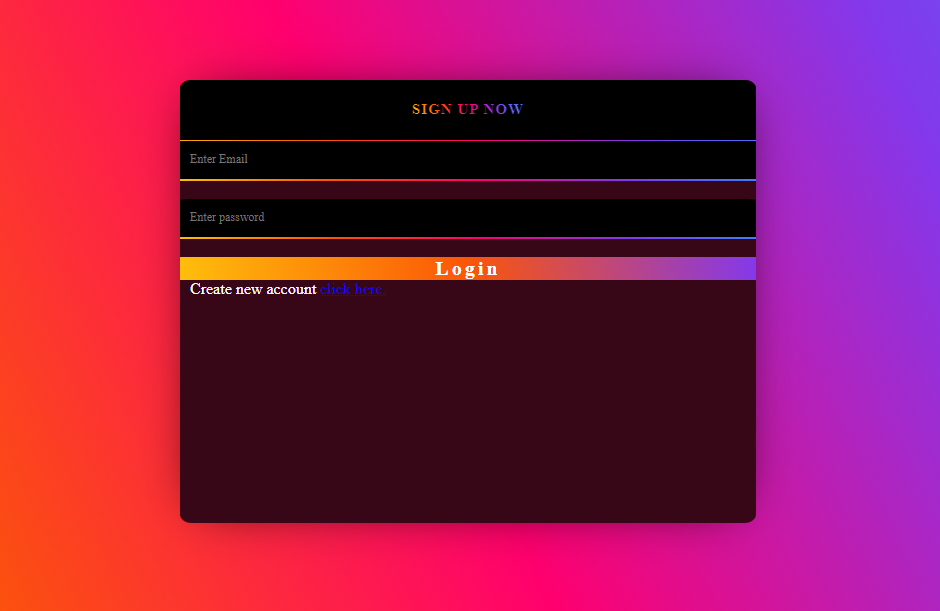 SIGN UP NOW
Enter Email
Enter password
Login
Create new account click here